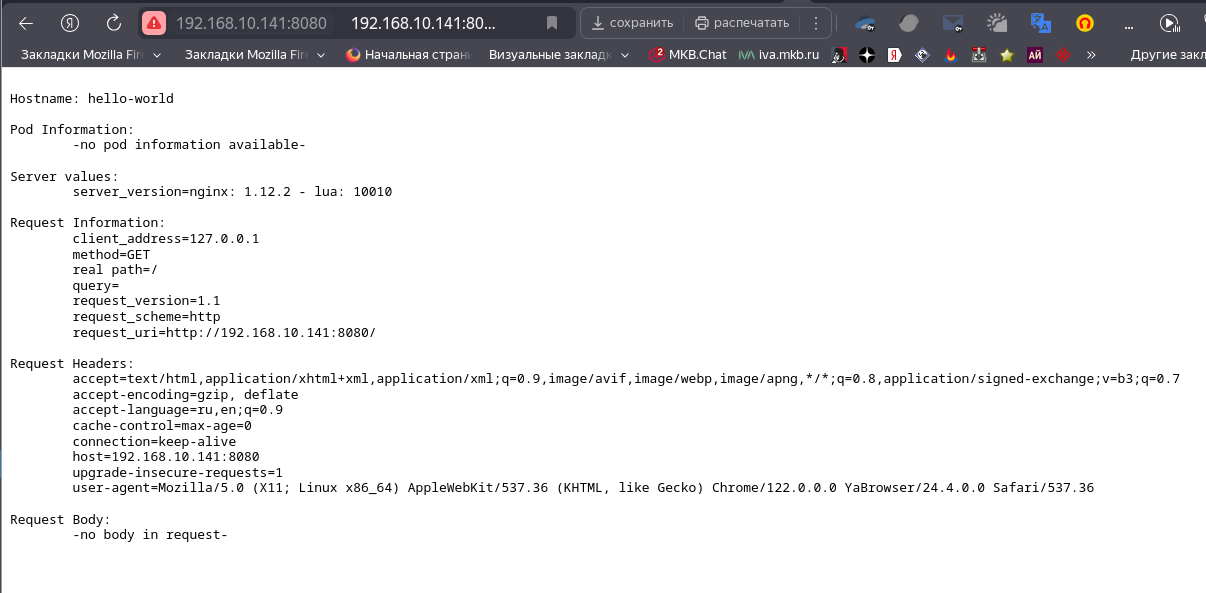 192.168.10.141:8080 192.168.10.141:80... сохранить распечатать
Закладки Mozilla Fir Закладки Mozilla Fir Начальная стран Визуальные закладк MKB.Chat iva.mkb.ru Я АЙ » Другие закл
Hostname: hello-world
Pod Information:
-no pod information available-
Server values:
server_version=nginx: 1.12.2 - lua: 10010
Request Information:
client_address=127.0.0.1
method=GET
real path=/
query=
request_version=1.1
request_scheme=http
request_uri=http://192.168.10.141:8080/
Request Headers:
accept=text/html,application/xhtml+xml,application/xml;q=0.9,image/avif,image/webp,image/apng,*/*;q=0.8,application/signed-exchange;v=b3;q=0.7
accept-encoding=gzip, deflate
accept-language=ru,en;q=0.9
cache-control=max-age=0
connection=keep-alive
host=192.168.10.141:8080
upgrade-insecure-requests=1
user-agent=Mozilla/5.0 (X11; Linux x86_64) AppleWebKit/537.36 (KHTML, like Gecko) Chrome/122.0.0.0 YaBrowser/24.4.0.0 Safari/537.36
Request Body:
-no body in request-